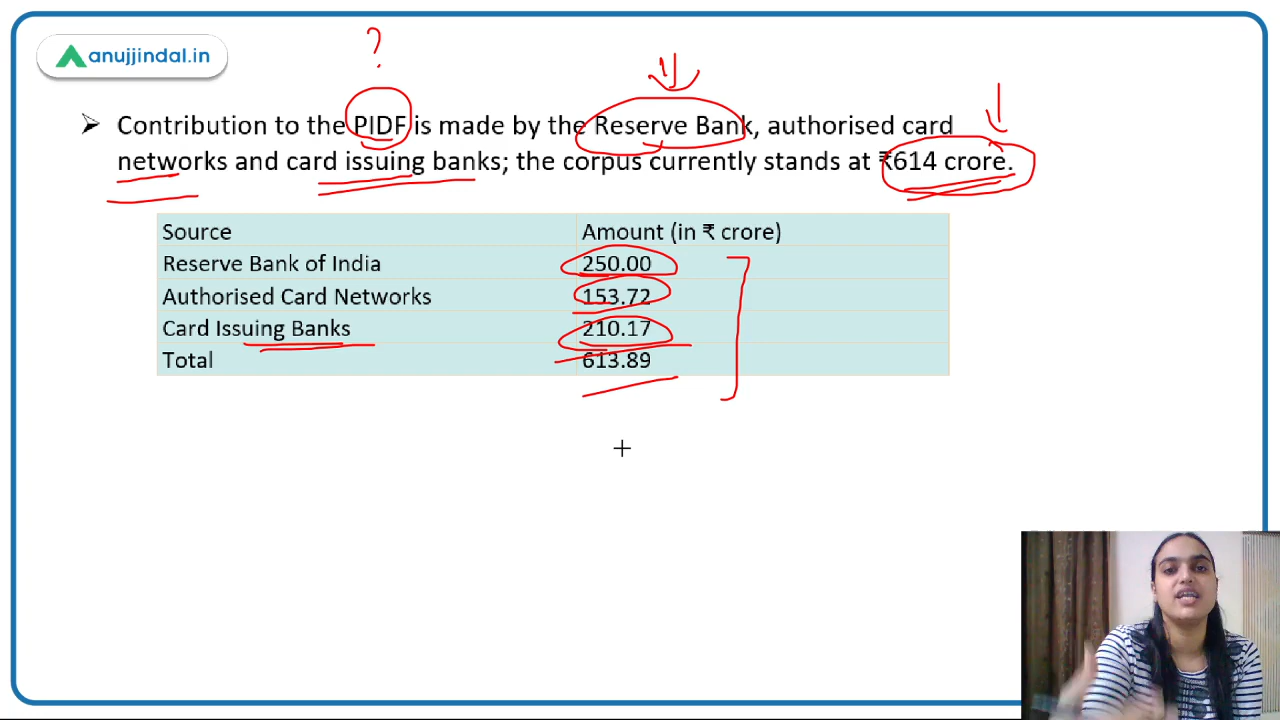 anujjindal.in
?
➤ Contribution to the PIDF is made by the Reserve Bank, authorised card
networks and card issuing banks; the corpus currently stands at ₹614 crore.
Source Amount (in ₹ crore)
Reserve Bank of India 250.00
Authorised Card Networks 153.72
Card Issuing Banks 210.17
Total 613.89